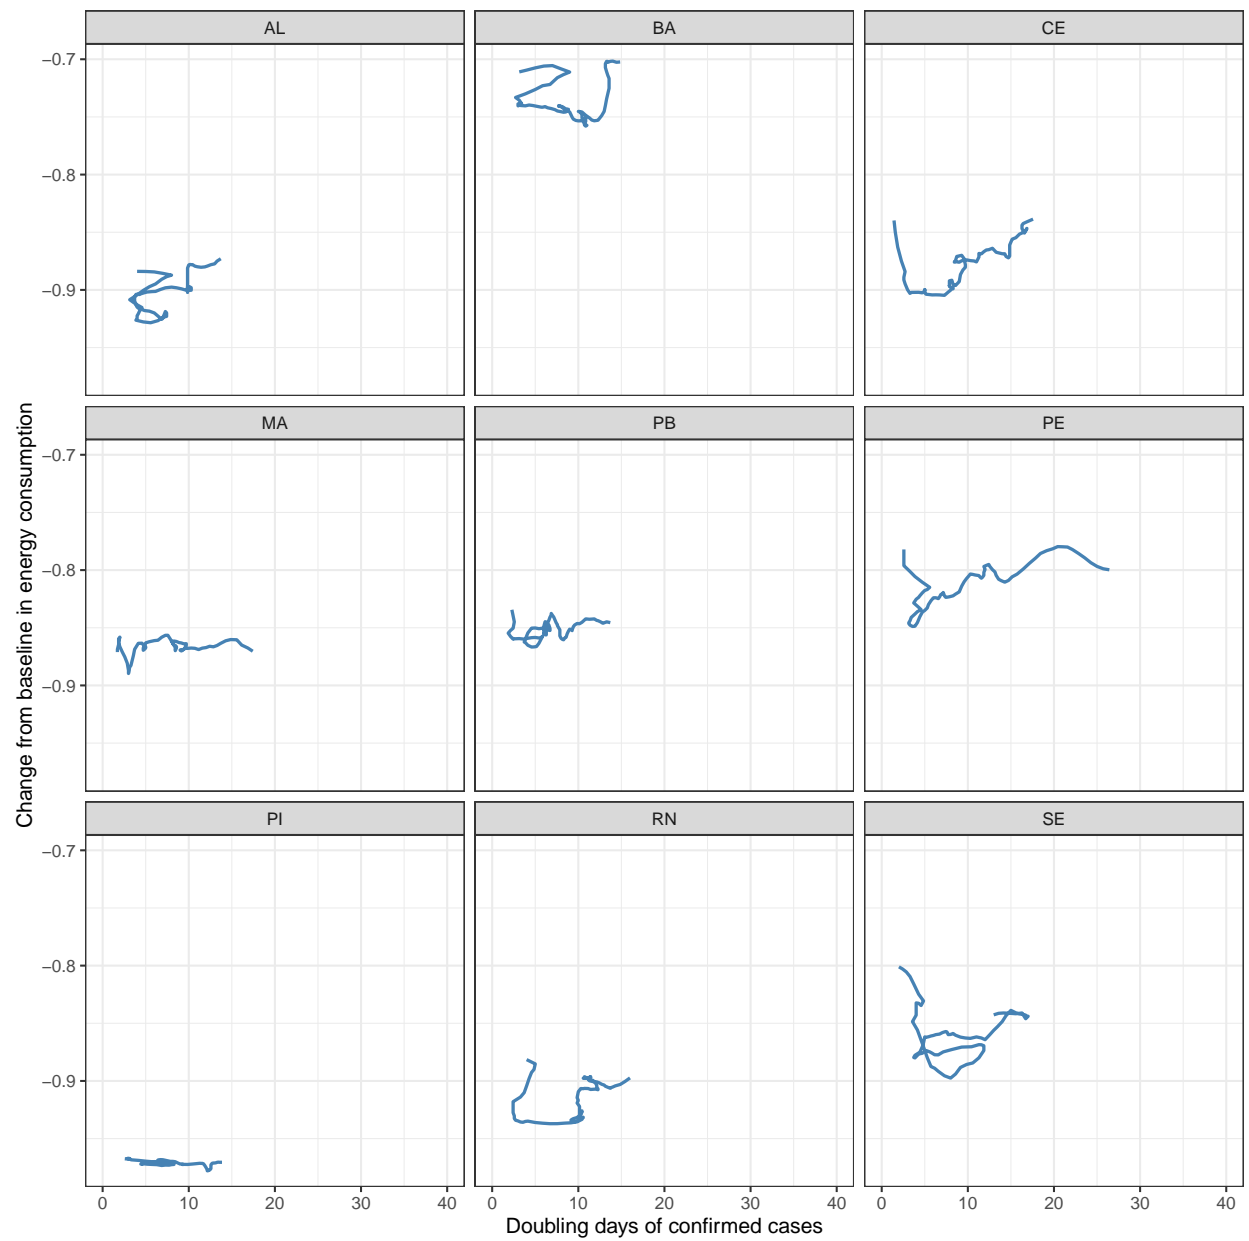 AL BA CE
−0.7
−0.8
−0.9
MA PB PE
−0.7
−0.8
−0.9
Change from baseline in energy consumption
PI RN SE
−0.7
−0.8
−0.9
0 10 20 30 40 0 10 20 30 40 0 10 20 30 40
Doubling days of confirmed cases